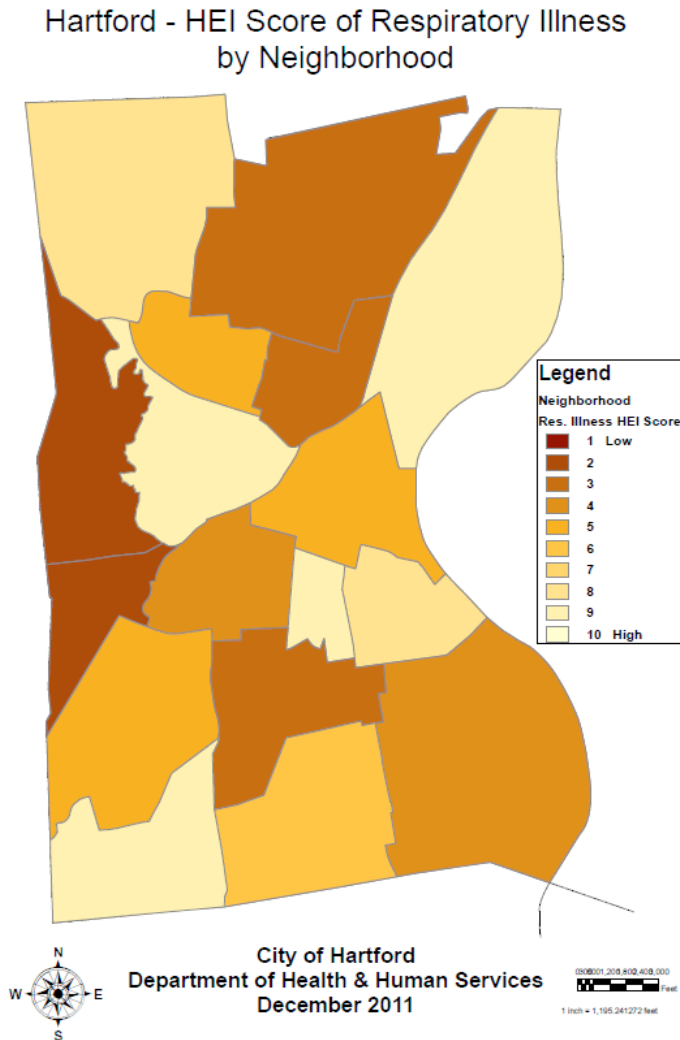 Hartford - HEI Score of Respiratory Illness
by Neighborhood
Legend
Neighborhood
Res. Illness HEI Score
1 Low
2
3
4
5
6
7
8
9
10 High
N
W E
S
City of Hartford
Department of Health & Human Services
December 2011
Feet
1 inch = 1,195.241272 feet